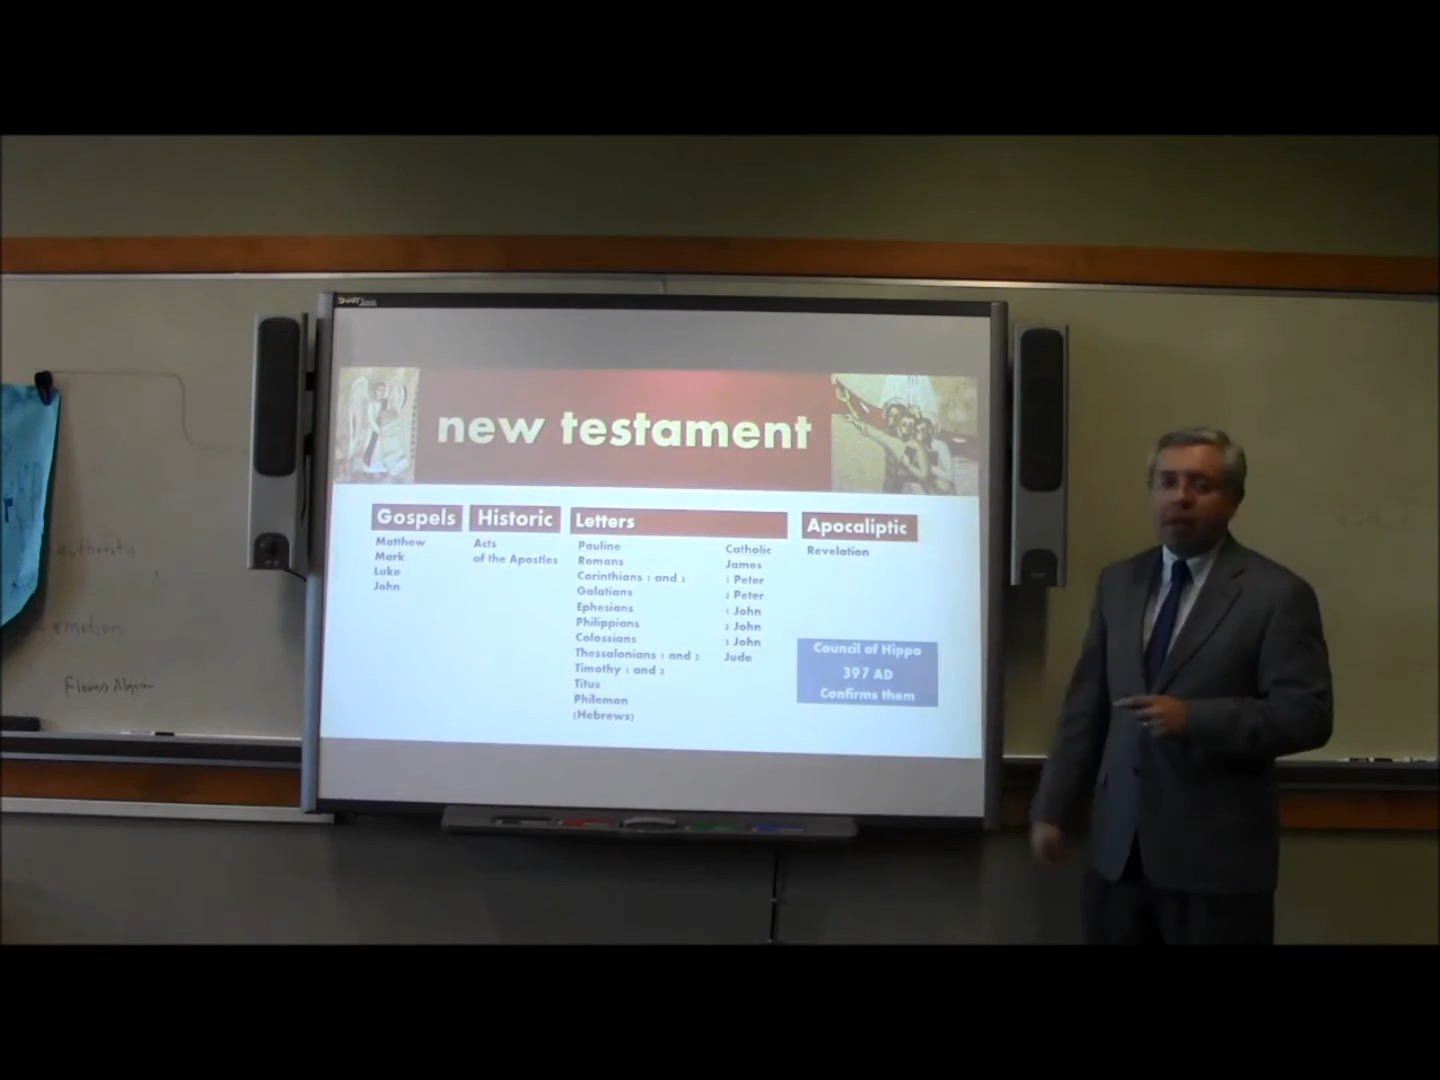 SMART
new testament
Gospels
Matthew
Mark
Luke
John
Historic
Acts
of the Apostles
Letters
Pauline
Romans
Corinthians 1 and 2
Galatians
Ephesians
Philippians
Colossians
Thessalonians 1 and 2
Timothy 1 and 2
Titus
Philemon
(Hebrews)
Catholic
James
1 Peter
2 Peter
1 John
2 John
3 John
Jude
Apocaliptic
Revelation
Council of Hippo
397 AD
Confirms them
authority
emotion
Flowers